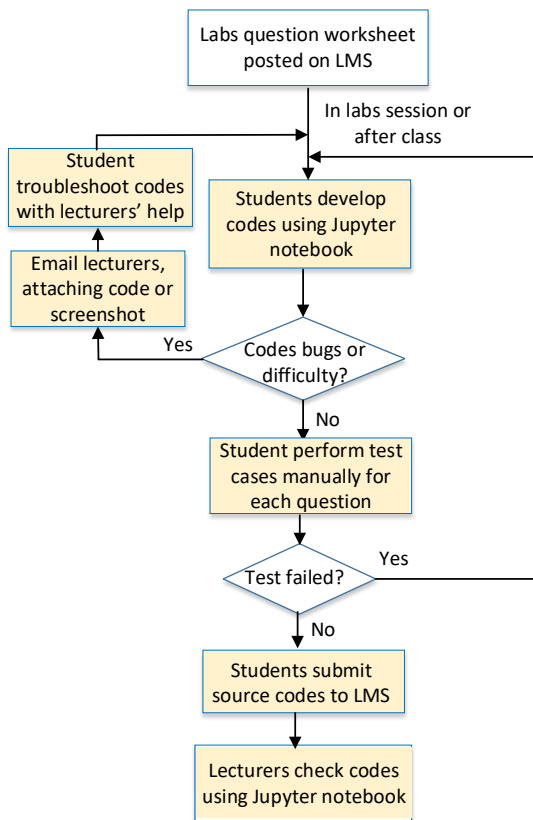 Labs question worksheet
posted on LMS
In labs session or
after class
Student
troubleshoot codes
with lecturers’ help
Students develop
codes using Jupyter
notebook
Email lecturers,
attaching code or
screenshot
Yes
Codes bugs or
difficulty?
No
Student perform test
cases manually for
each question
Test failed?
Yes
No
Students submit
source codes to LMS
Lecturers check codes
using Jupyter notebook